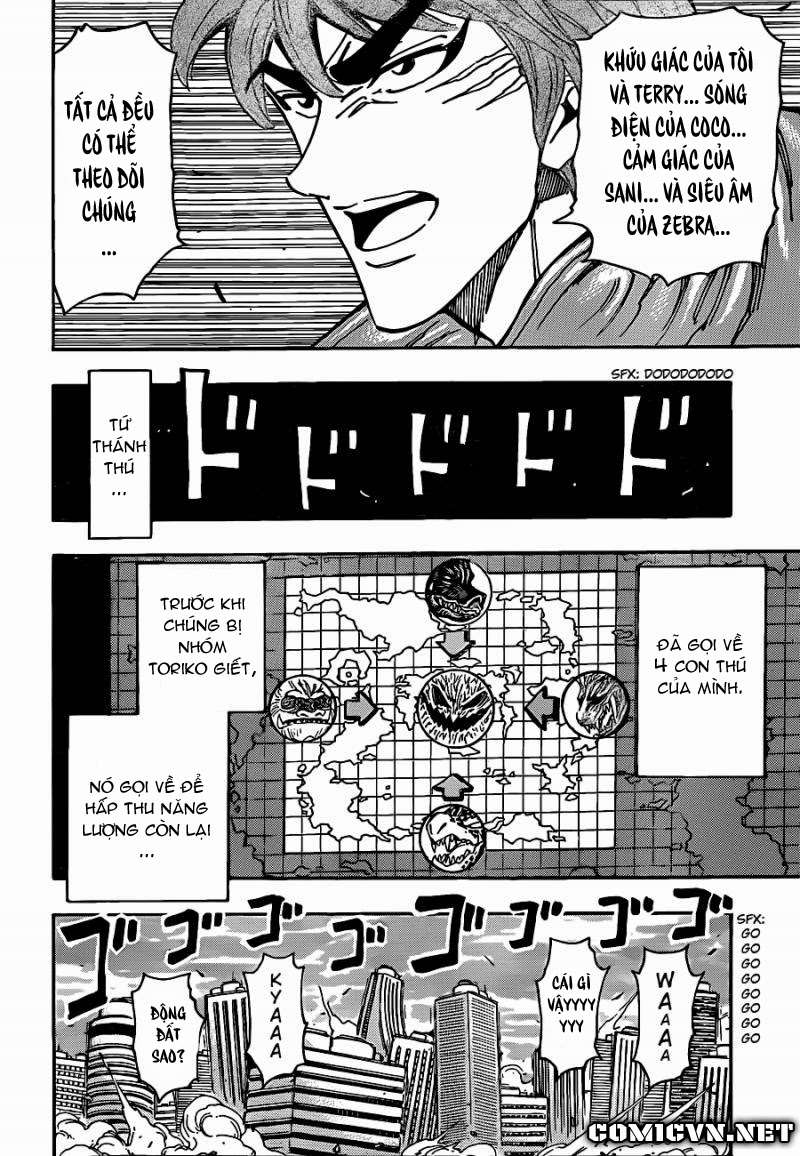 KHỨU GIÁC CỦA TÔI
VÀ TERRY... SÓNG
ĐIỆN CỦA COCO...
CẢM GIÁC CỦA
SANI... VÀ SIÊU ÂM
CỦA ZEBRA...
TẤT CẢ ĐỀU
CÓ THỂ
THEO DÕI
CHÚNG
...
SFX: DODODODODO
ド ド ド ド ド
TỨ
THÁNH
THÚ
...
ĐÃ GỌI VỀ
4 CON THÚ
CỦA MÌNH.
TRƯỚC KHI
CHÚNG BỊ
NHÓM
TORIKO GIẾT,
NÓ GỌI VỀ ĐỂ
HẤP THU NĂNG
LƯỢNG CÒN LẠI
...
SFX:
GO
GO
GO
GO
GO
GO
GO
GO
ゴ ゴ ゴ ゴ ゴ ゴ ゴ ゴ
WAAAA
CÁI GÌ
VẬYYYY
YYY
KYAAA
ĐỘNG
ĐẤT
SAO?
COMICVN.NET